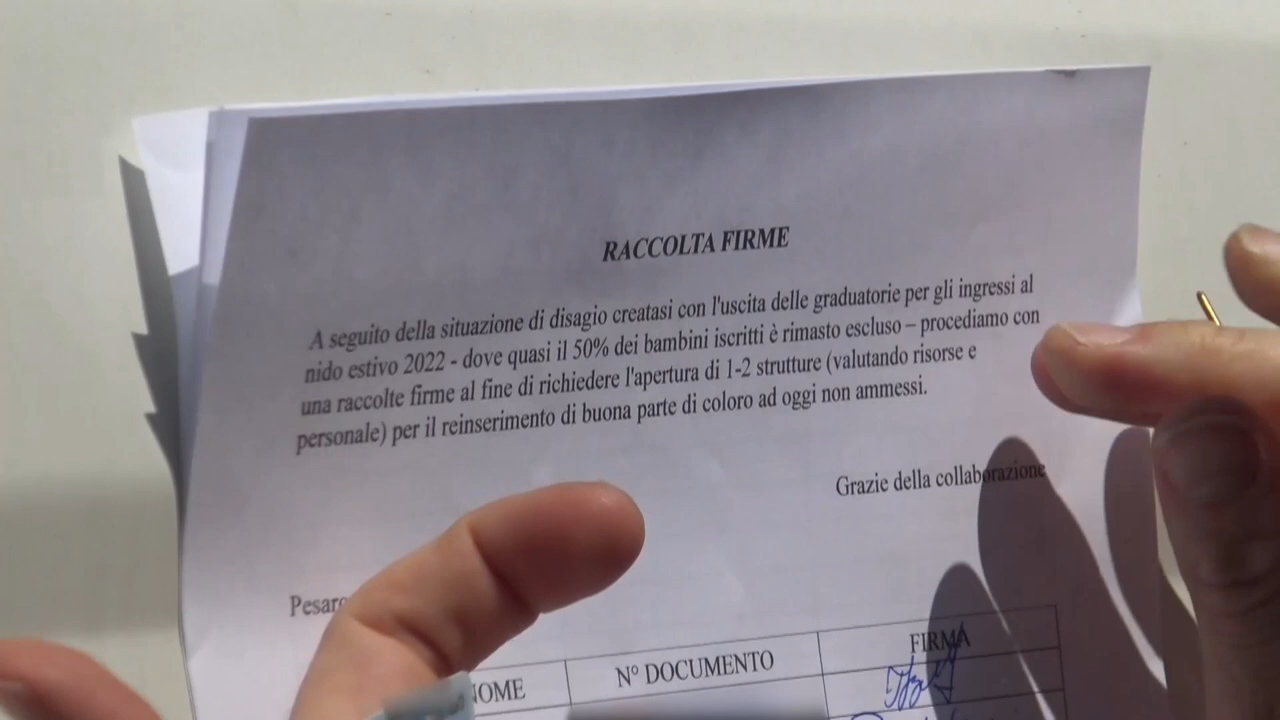 RACCOLTA FIRME
A seguito della situazione di disagio creatasi con l'uscita delle graduatorie per gli ingressi al
nido estivo 2022 - dove quasi il 50% dei bambini iscritti è rimasto escluso – procediamo con
una raccolte firme al fine di richiedere l'apertura di 1-2 strutture (valutando risorse e
personale) per il reinserimento di buona parte di coloro ad oggi non ammessi.
Grazie della collaborazione
N° DOCUMENTO FIRMA